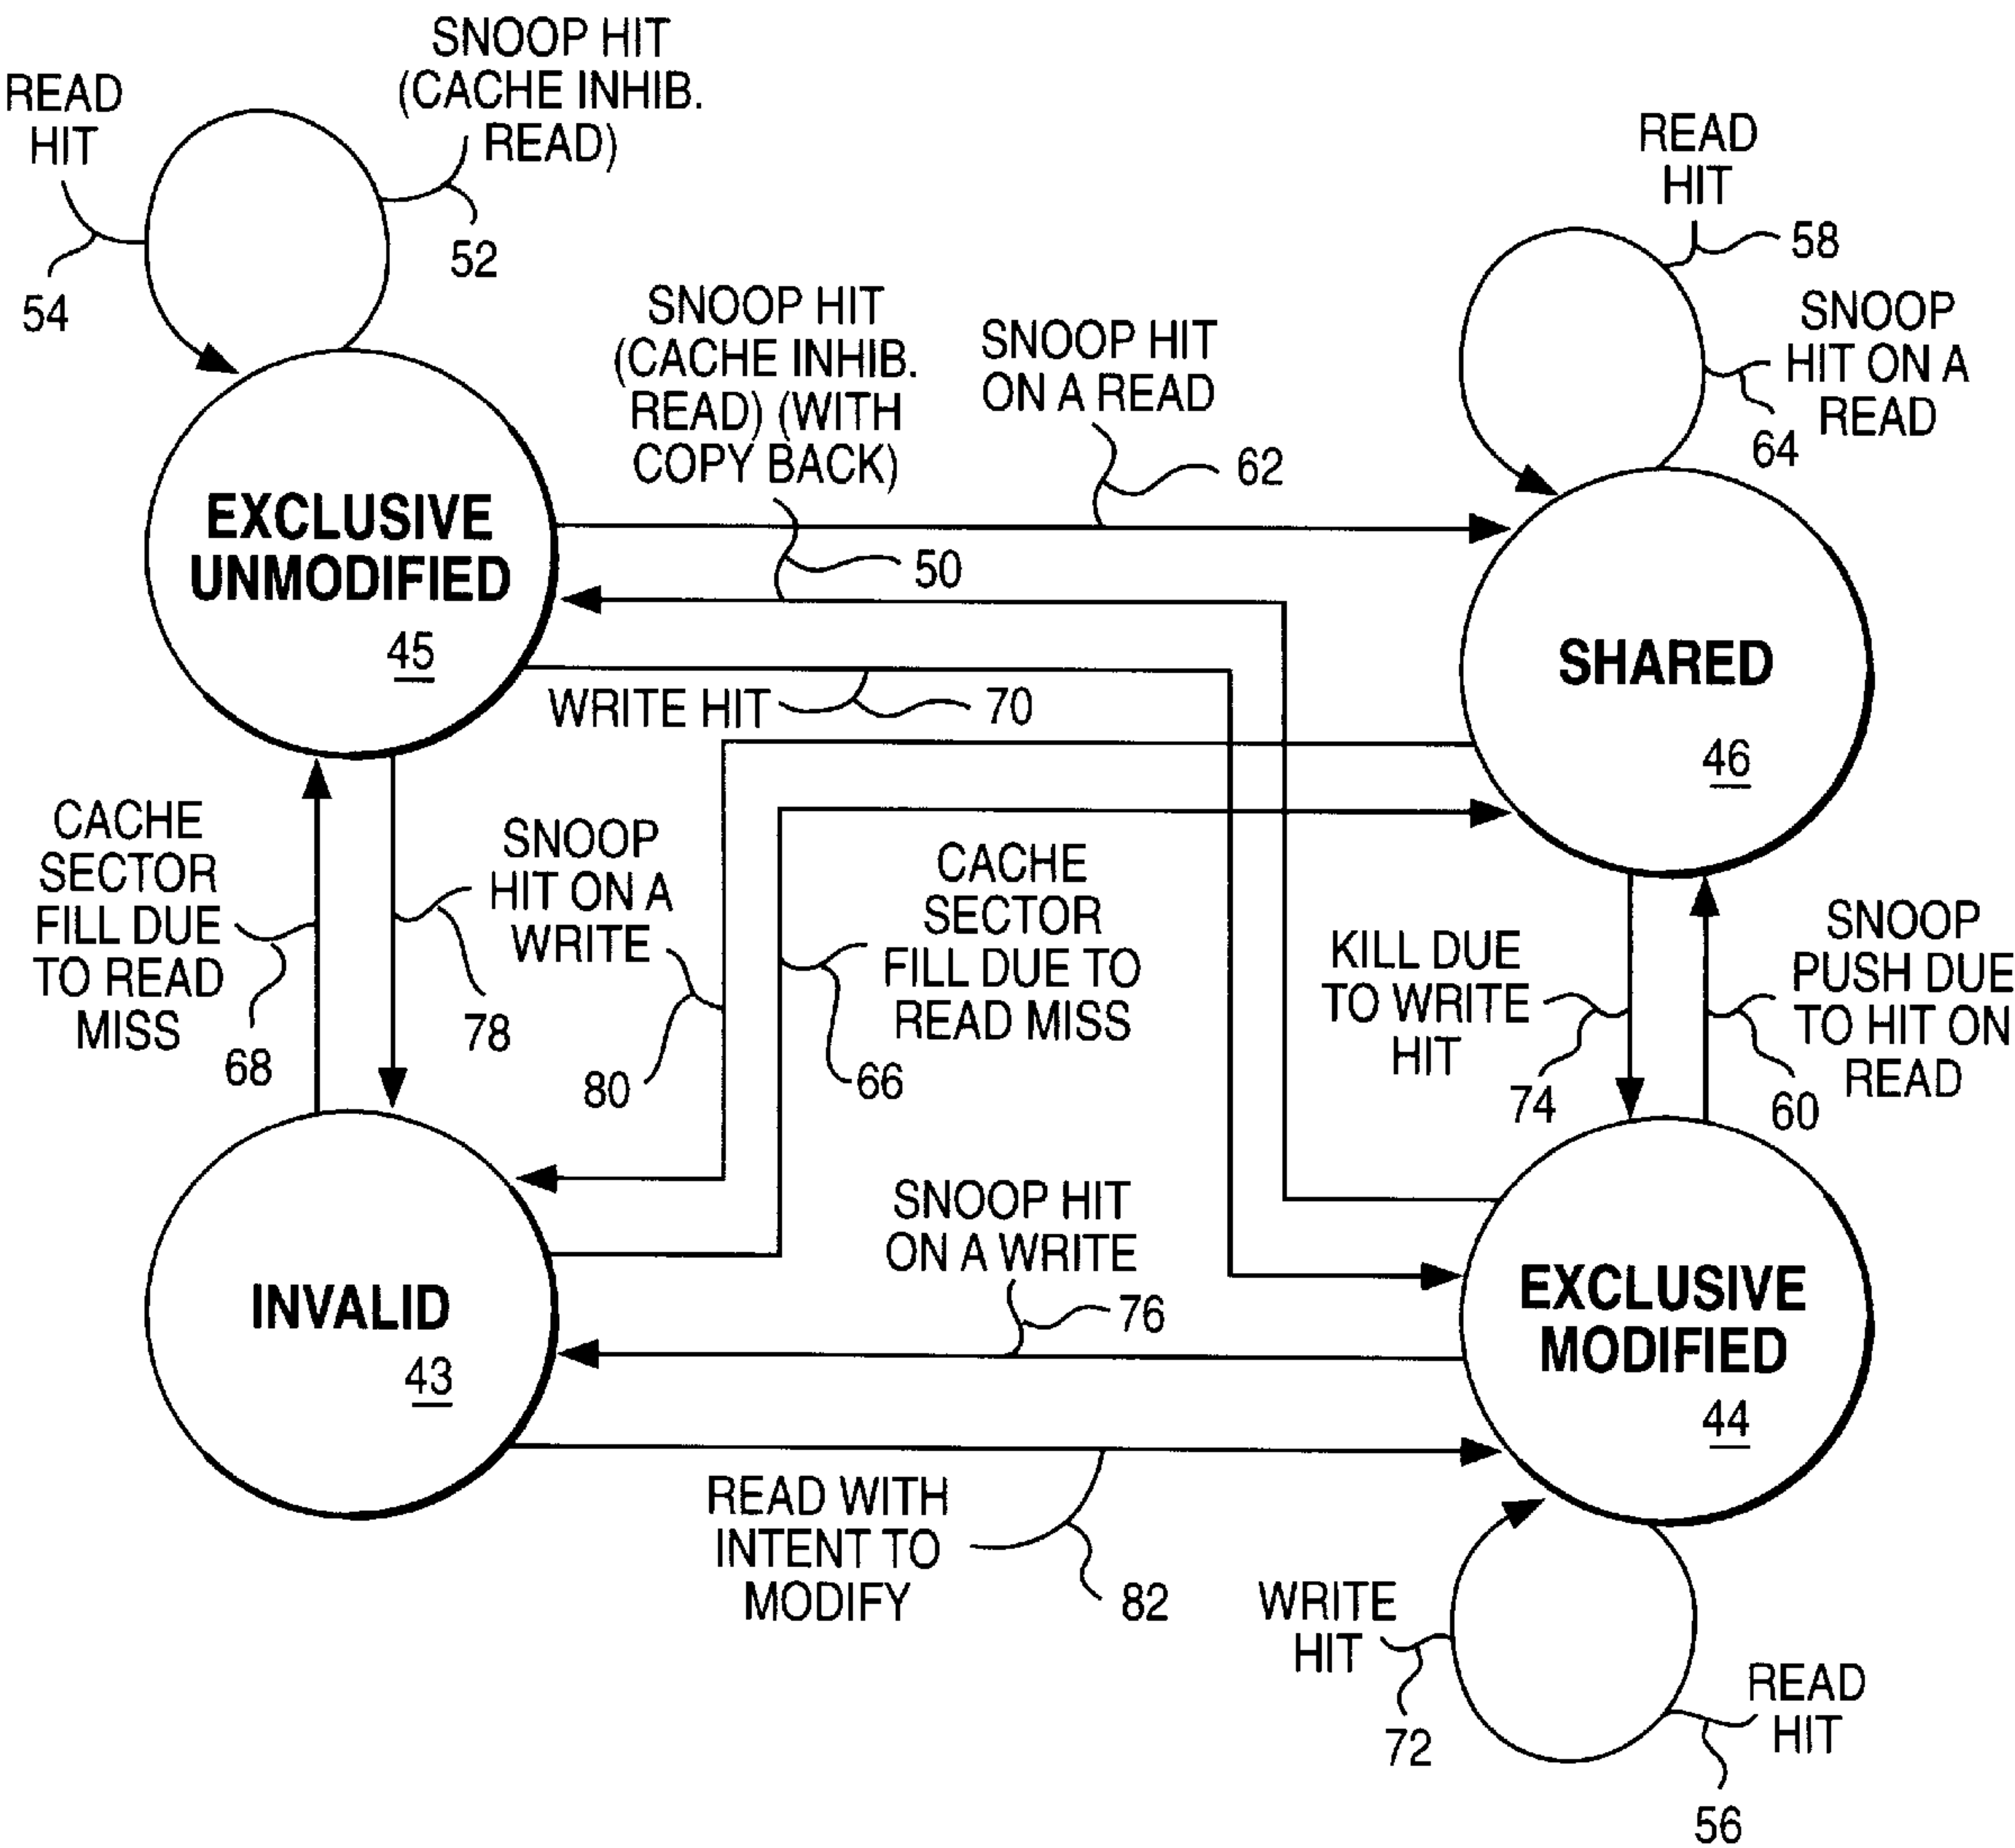 READ
HIT
54
SNOOP HIT
(CACHE INHIB.
READ)
52
READ
HIT
58
SNOOP
HIT ON A
READ
64
SNOOP HIT
(CACHE INHIB.
READ) (WITH
COPY BACK)
50
SNOOP HIT
ON A READ
62
EXCLUSIVE
UNMODIFIED
45
SHARED
46
WRITE HIT
70
CACHE
SECTOR
FILL DUE
TO READ
MISS
68
SNOOP
HIT ON A
WRITE
78
80
CACHE
SECTOR
FILL DUE TO
READ MISS
66
KILL DUE
TO WRITE
HIT
74
SNOOP
PUSH DUE
TO HIT ON
READ
60
INVALID
43
SNOOP HIT
ON A WRITE
76
EXCLUSIVE
MODIFIED
44
READ WITH
INTENT TO
MODIFY
82
WRITE
HIT
72
READ
HIT
56